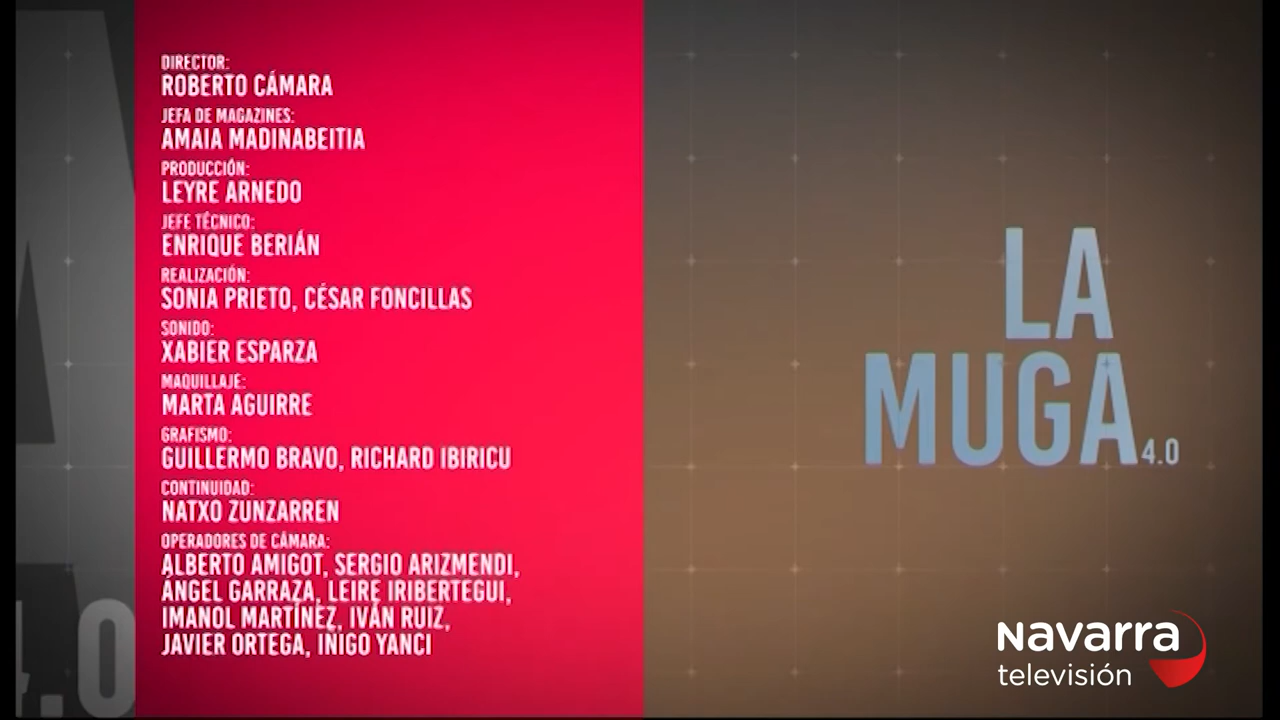 DIRECTOR:
ROBERTO CÁMARA
JEFA DE MAGAZINES:
AMAIA MADINABEITIA
PRODUCCIÓN:
LEYRE ARNEDO
JEFE TÉCNICO:
ENRIQUE BERIÁN
REALIZACIÓN:
SONIA PRIETO, CÉSAR FONCILLAS
SONIDO:
XABIER ESPARZA
MAQUILLAJE:
MARTA AGUIRRE
GRAFISMO:
GUILLERMO BRAVO, RICHARD IBIRICU
CONTINUIDAD:
NATXO ZUNZARREN
OPERADORES DE CÁMARA:
ALBERTO AMIGOT, SERGIO ARIZMENDI,
ÁNGEL GARRAZA, LEIRE IRIBERTEGUI,
IMANOL MARTÍNEZ, IVÁN RUIZ,
JAVIER ORTEGA, IÑIGO YANCI
LA
MUGA 4.0
4.0
Navarra
televisión